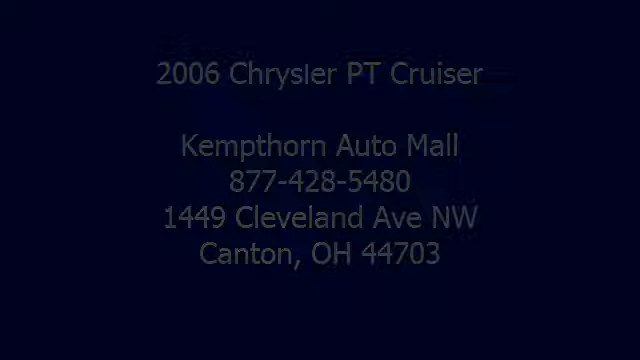 2006 Chrysler PT Cruiser
Kempthorn Auto Mall
877-428-5480
1449 Cleveland Ave NW
Canton, OH 44703